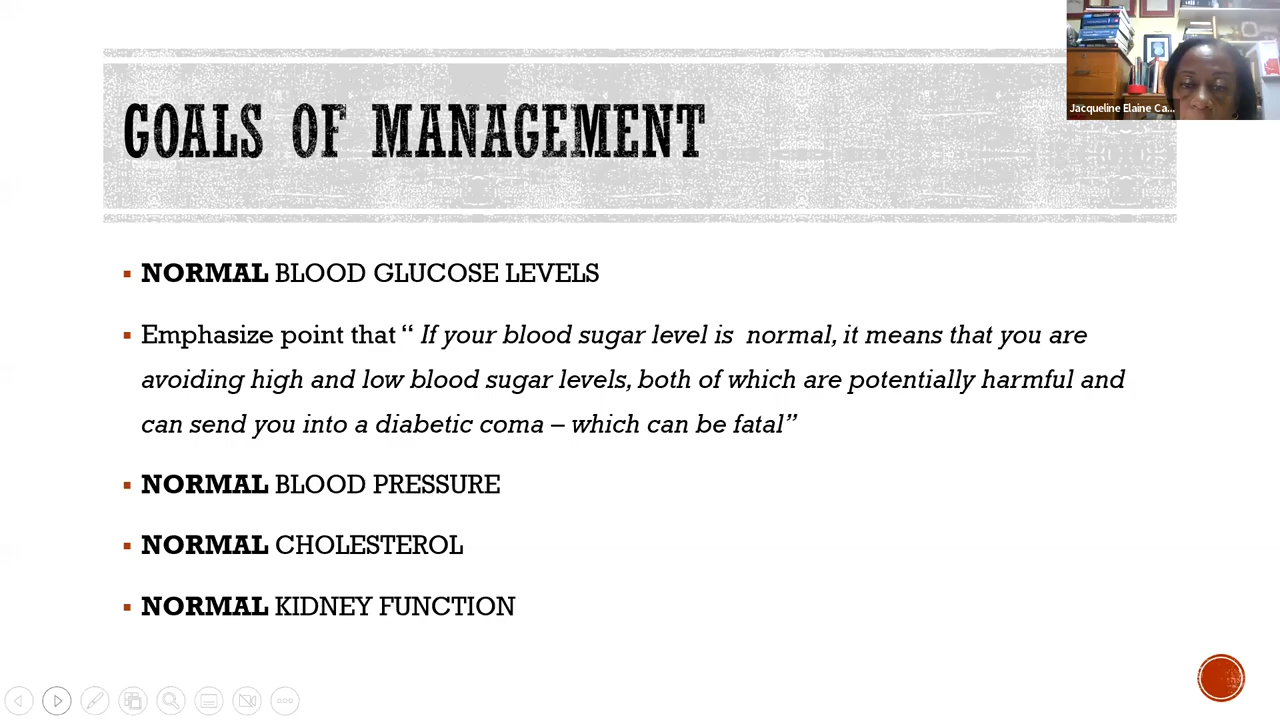 GOALS OF MANAGEMENT
Jacqueline Elaine Ca...
NORMAL BLOOD GLUCOSE LEVELS
Emphasize point that “ If your blood sugar level is normal, it means that you are
avoiding high and low blood sugar levels, both of which are potentially harmful and
can send you into a diabetic coma – which can be fatal”
NORMAL BLOOD PRESSURE
NORMAL CHOLESTEROL
NORMAL KIDNEY FUNCTION